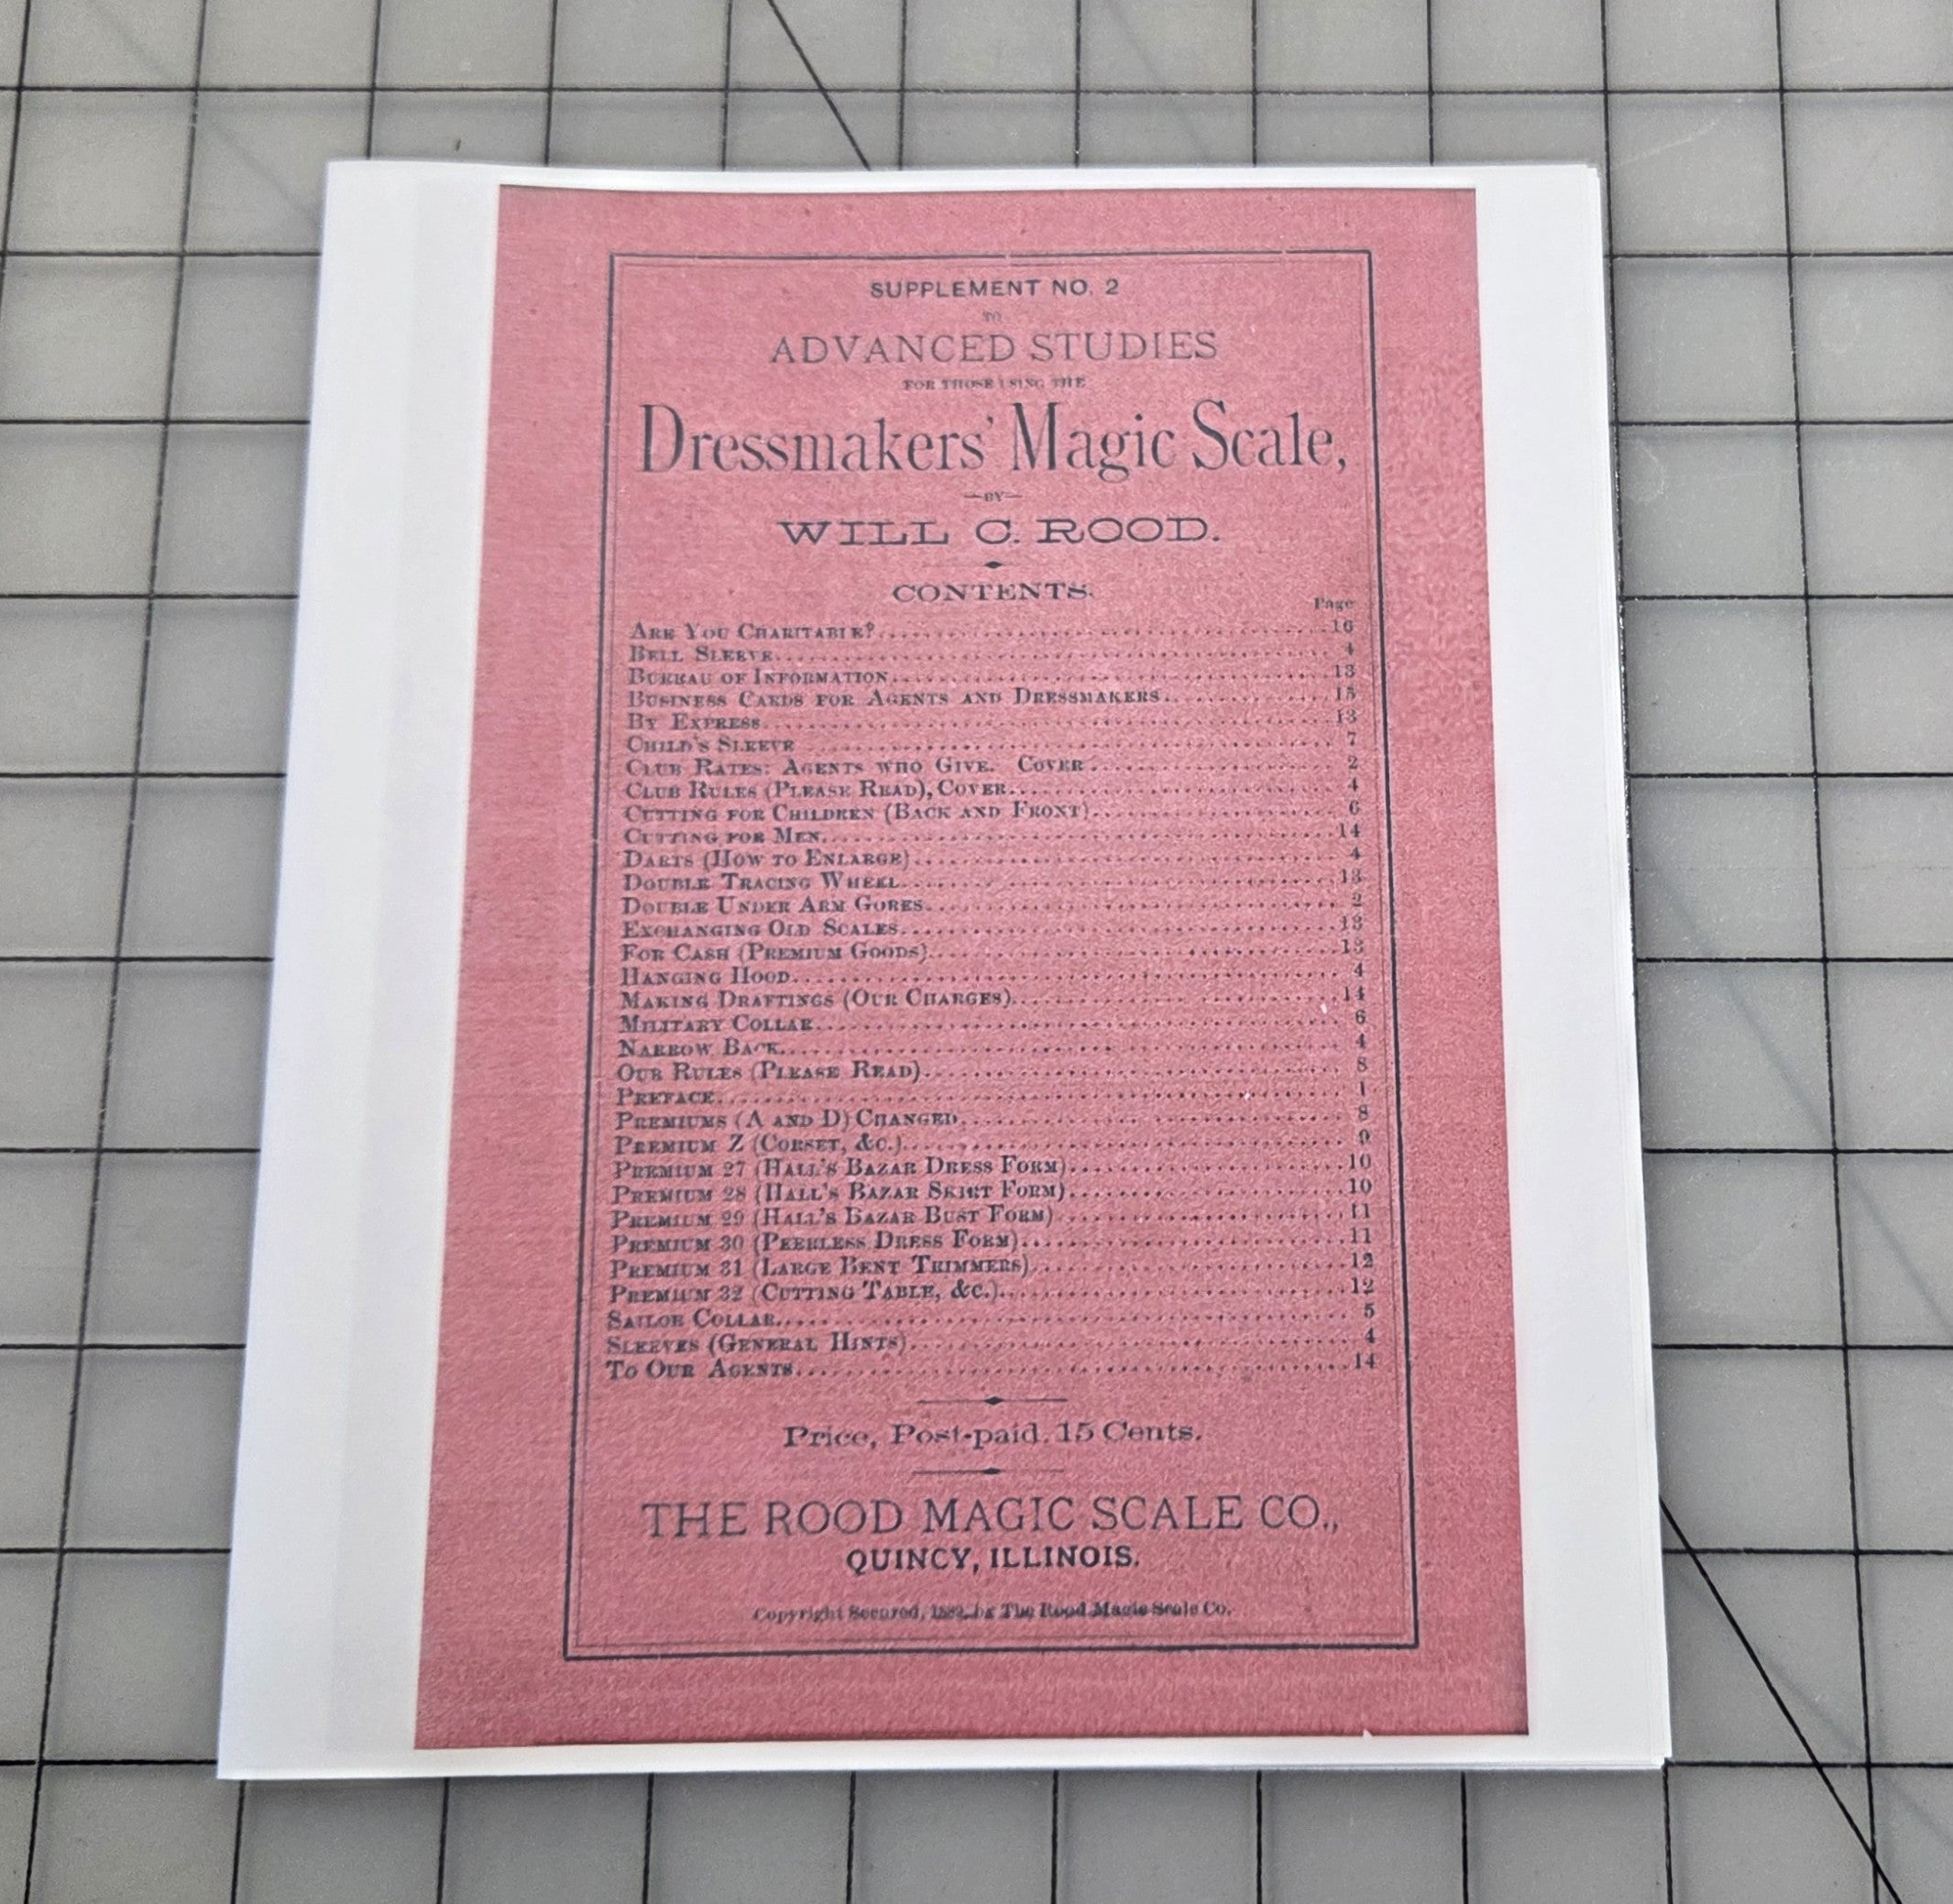 SUPPLEMENT NO. 2
TO
ADVANCED STUDIES
FOR THOSE USING THE
Dressmakers' Magic Scale,
—BY—
WILL C. ROOD.
CONTENTS.
Page
ARE YOU CHARITABLE? 16
BELL SLEEVE 4
BUREAU OF INFORMATION 13
BUSINESS CARDS FOR AGENTS AND DRESSMAKERS 15
BY EXPRESS 13
CHILD'S SLEEVE 7
CLUB RATES: AGENTS WHO GIVE. COVER 2
CLUB RULES (PLEASE READ), COVER 4
CUTTING FOR CHILDREN (BACK AND FRONT) 6
CUTTING FOR MEN 14
DARTS (HOW TO ENLARGE) 4
DOUBLE TRACING WHEEL 13
DOUBLE UNDER ARM GORES 2
EXCHANGING OLD SCALES 13
FOR CASH (PREMIUM GOODS) 13
HANGING HOOD 4
MAKING DRAFTINGS (OUR CHARGES) 14
MILITARY COLLAR 6
NARROW BACK 4
OUR RULES (PLEASE READ) 8
PREFACE 1
PREMIUMS (A AND D) CHANGED 8
PREMIUM Z (CORSET, &C.) 9
PREMIUM 27 (HALL'S BAZAR DRESS FORM) 10
PREMIUM 28 (HALL'S BAZAR SKIRT FORM) 10
PREMIUM 29 (HALL'S BAZAR BUST FORM) 11
PREMIUM 30 (PEERLESS DRESS FORM) 11
PREMIUM 31 (LARGE BENT TRIMMERS) 12
PREMIUM 32 (CUTTING TABLE, &C.) 12
SAILOR COLLAR 5
SLEEVES (GENERAL HINTS) 4
TO OUR AGENTS 14
Price, Post-paid, 15 Cents.
THE ROOD MAGIC SCALE CO.,
QUINCY, ILLINOIS.
Copyright Secured, by The Rood Magic Scale Co.